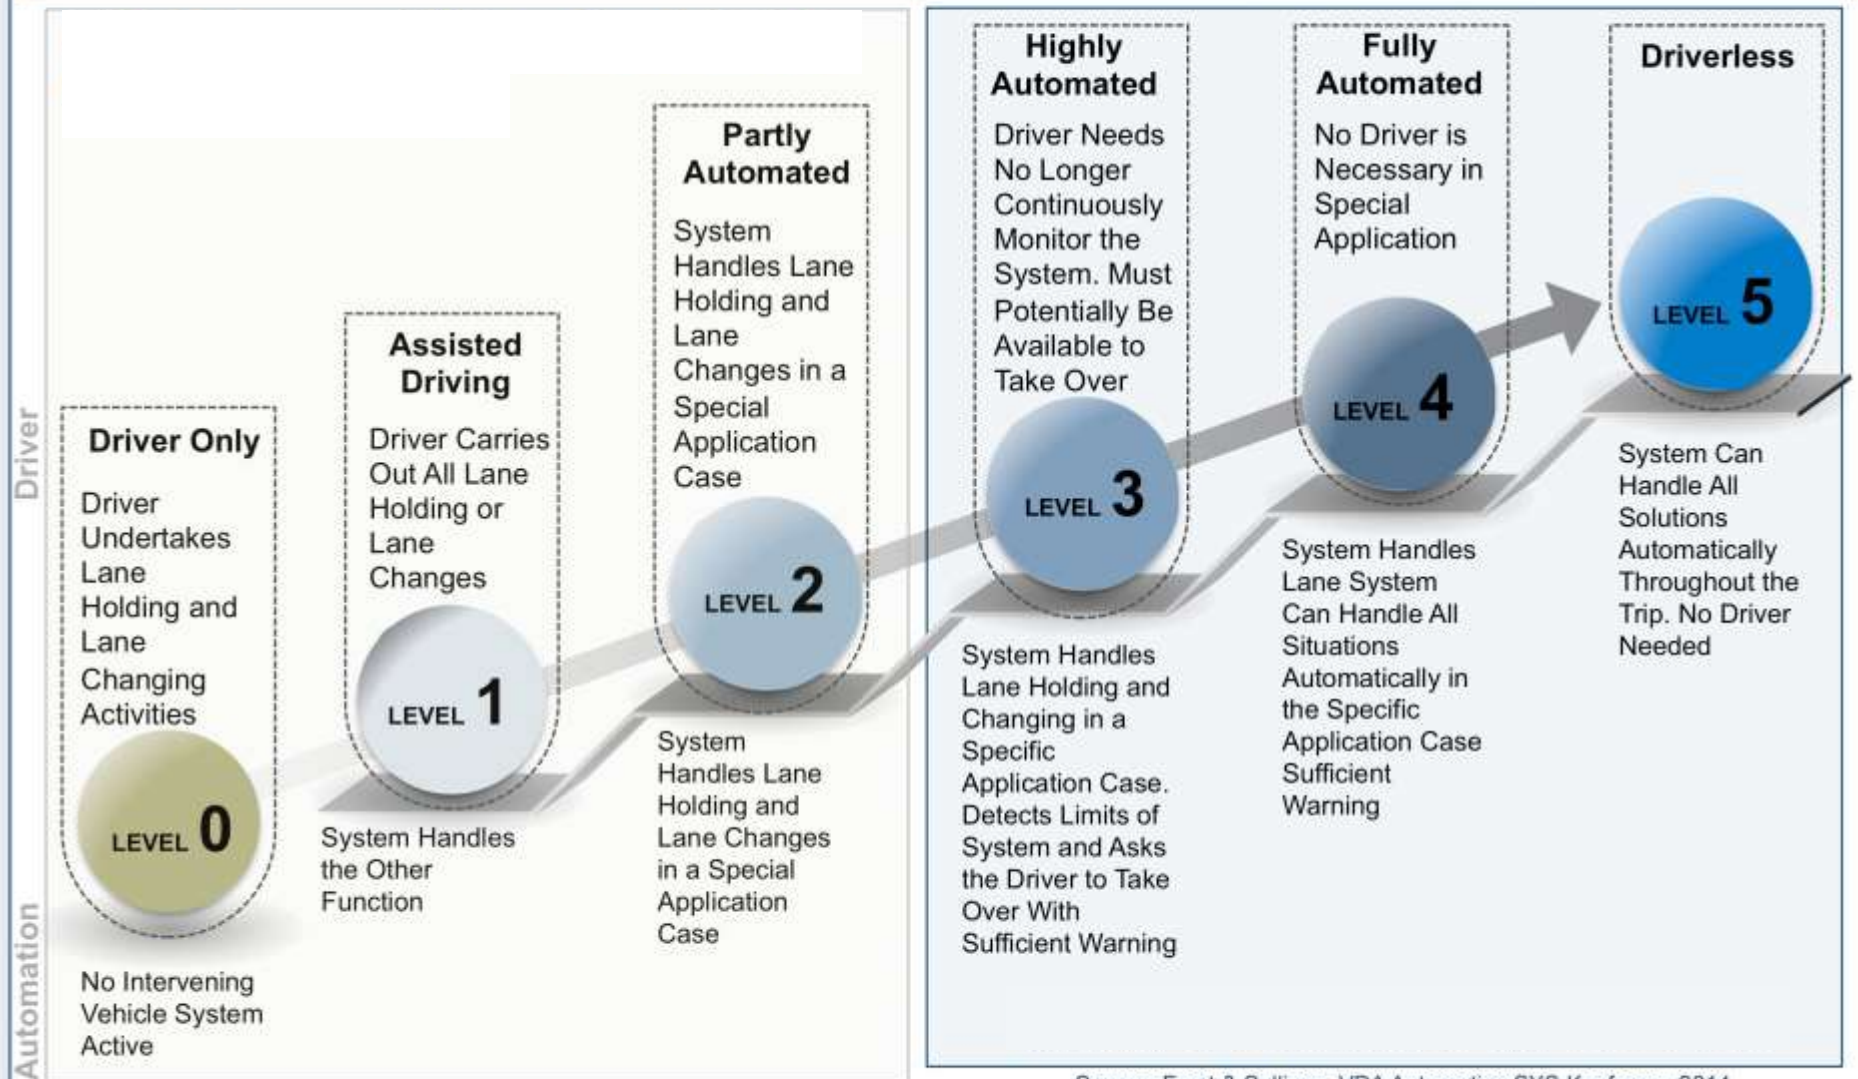 Driver
Automation
Driver Only
Driver
Undertakes
Lane
Holding and
Lane
Changing
Activities
LEVEL 0
No Intervening
Vehicle System
Active
Assisted
Driving
Driver Carries
Out All Lane
Holding or
Lane
Changes
LEVEL 1
System Handles
the Other
Function
Partly
Automated
System
Handles Lane
Holding and
Lane
Changes in a
Special
Application
Case
LEVEL 2
System
Handles Lane
Holding and
Lane Changes
in a Special
Application
Case
Highly
Automated
Driver Needs
No Longer
Continuously
Monitor the
System. Must
Potentially Be
Available to
Take Over
LEVEL 3
System Handles
Lane Holding and
Changing in a
Specific
Application Case.
Detects Limits of
System and Asks
the Driver to Take
Over With
Sufficient Warning
Fully
Automated
No Driver is
Necessary in
Special
Application
LEVEL 4
System Handles
Lane System
Can Handle All
Situations
Automatically in
the Specific
Application Case
Sufficient
Warning
Driverless
LEVEL 5
System Can
Handle All
Solutions
Automatically
Throughout the
Trip. No Driver
Needed